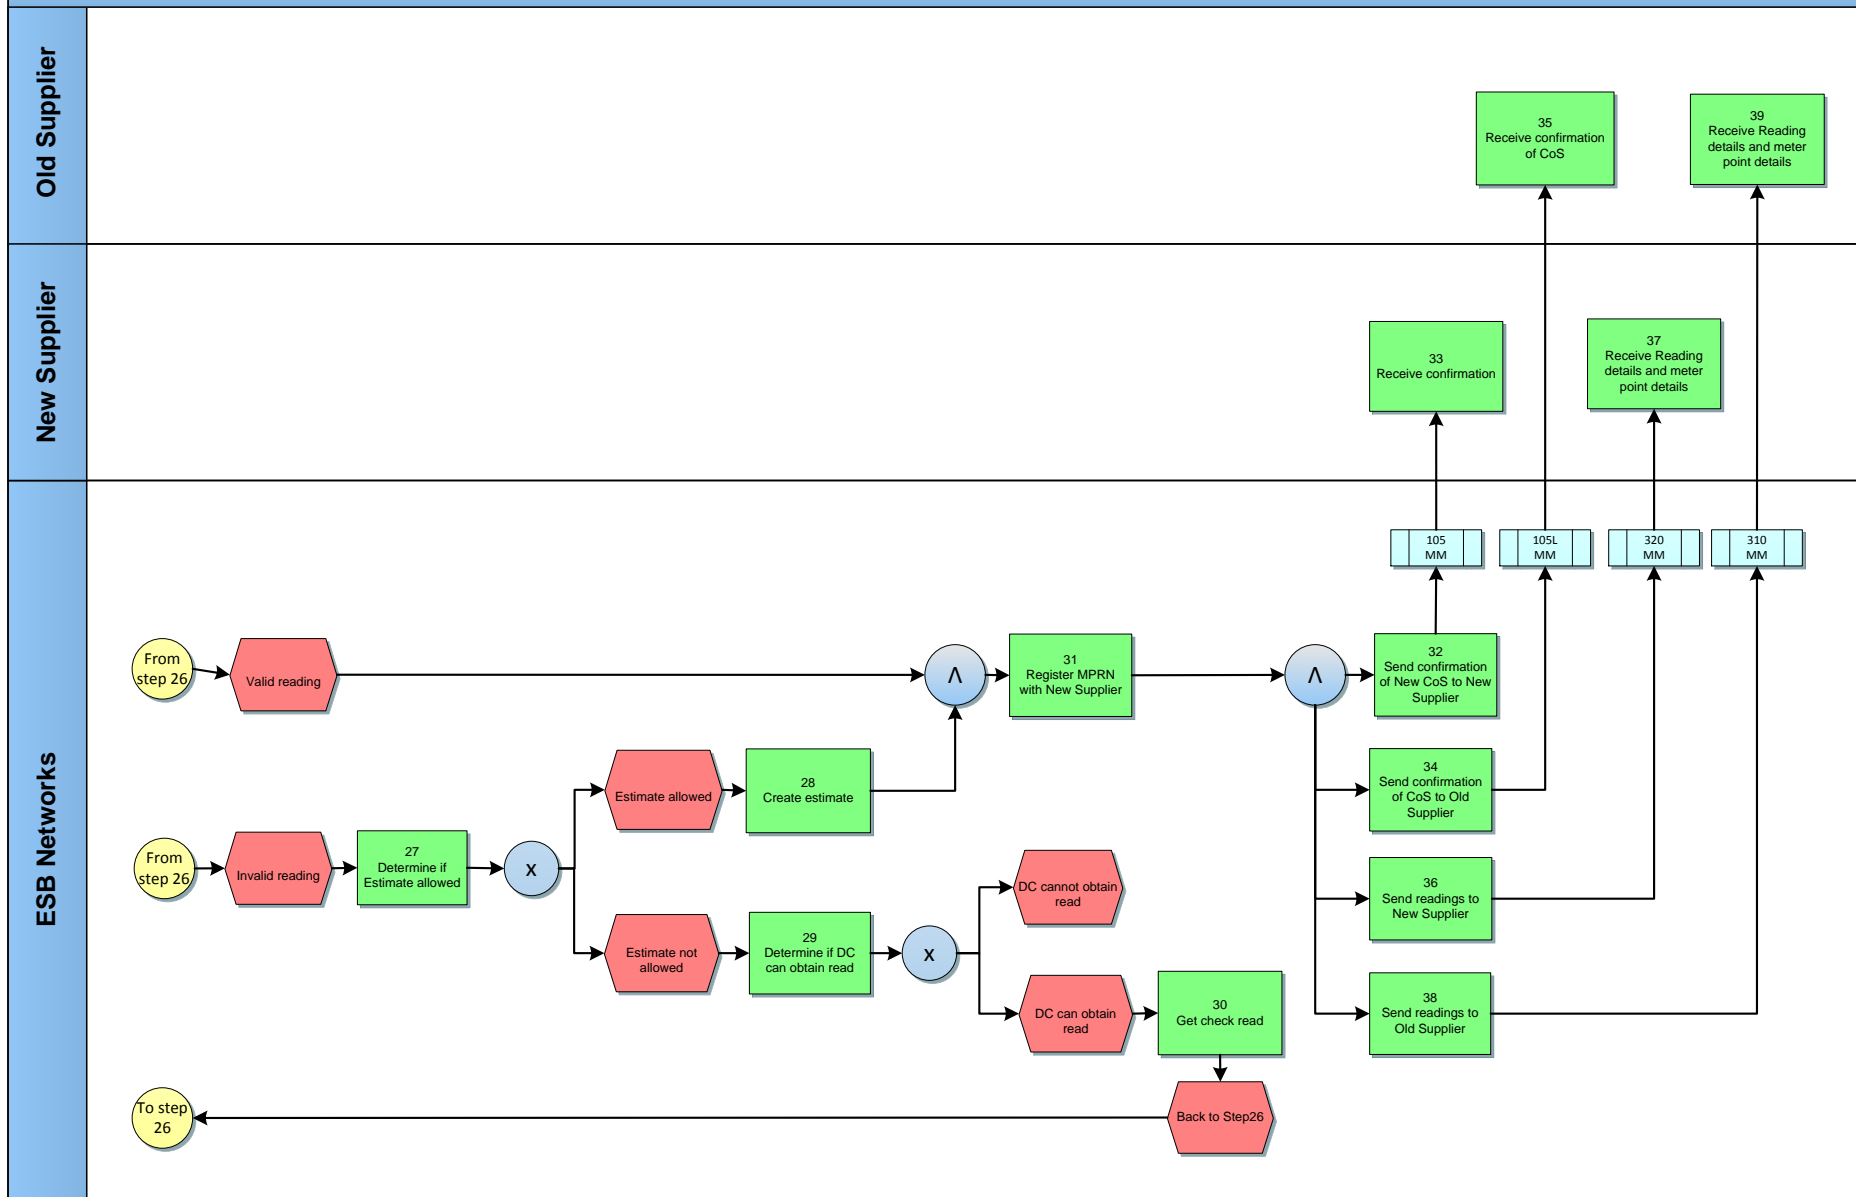 Old Supplier
35
Receive confirmation
of CoS
39
Receive Reading
details and meter
point details
New Supplier
33
Receive confirmation
37
Receive Reading
details and meter
point details
ESB Networks
105
MM
105L
MM
320
MM
310
MM
From
step 26
Valid reading
Λ
31
Register MPRN
with New Supplier
Λ
32
Send confirmation
of New CoS to New
Supplier
Estimate allowed
28
Create estimate
34
Send confirmation
of CoS to Old
Supplier
From
step 26
Invalid reading
27
Determine if
Estimate allowed
X
DC cannot obtain
read
36
Send readings to
New Supplier
Estimate not
allowed
29
Determine if DC
can obtain read
X
DC can obtain
read
30
Get check read
38
Send readings to
Old Supplier
To step
26
Back to Step26